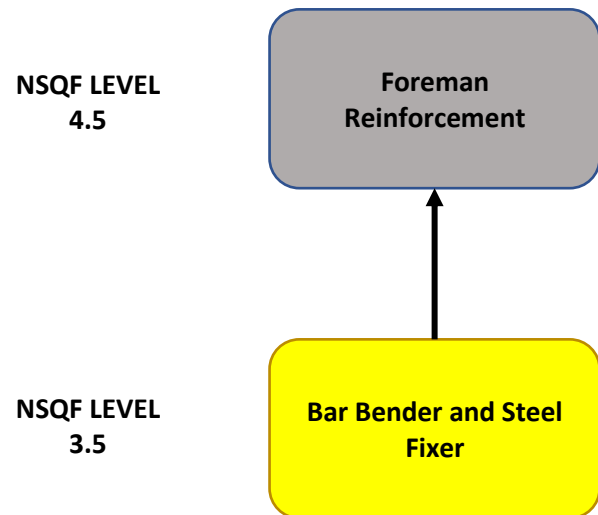 NSQF LEVEL
4.5
Foreman
Reinforcement
NSQF LEVEL
3.5
Bar Bender and Steel
Fixer